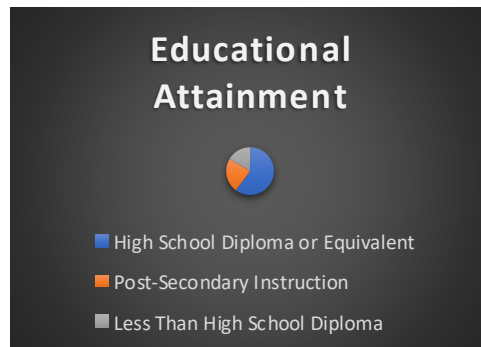 Educational
Attainment
High School Diploma or Equivalent
Post-Secondary Instruction
Less Than High School Diploma